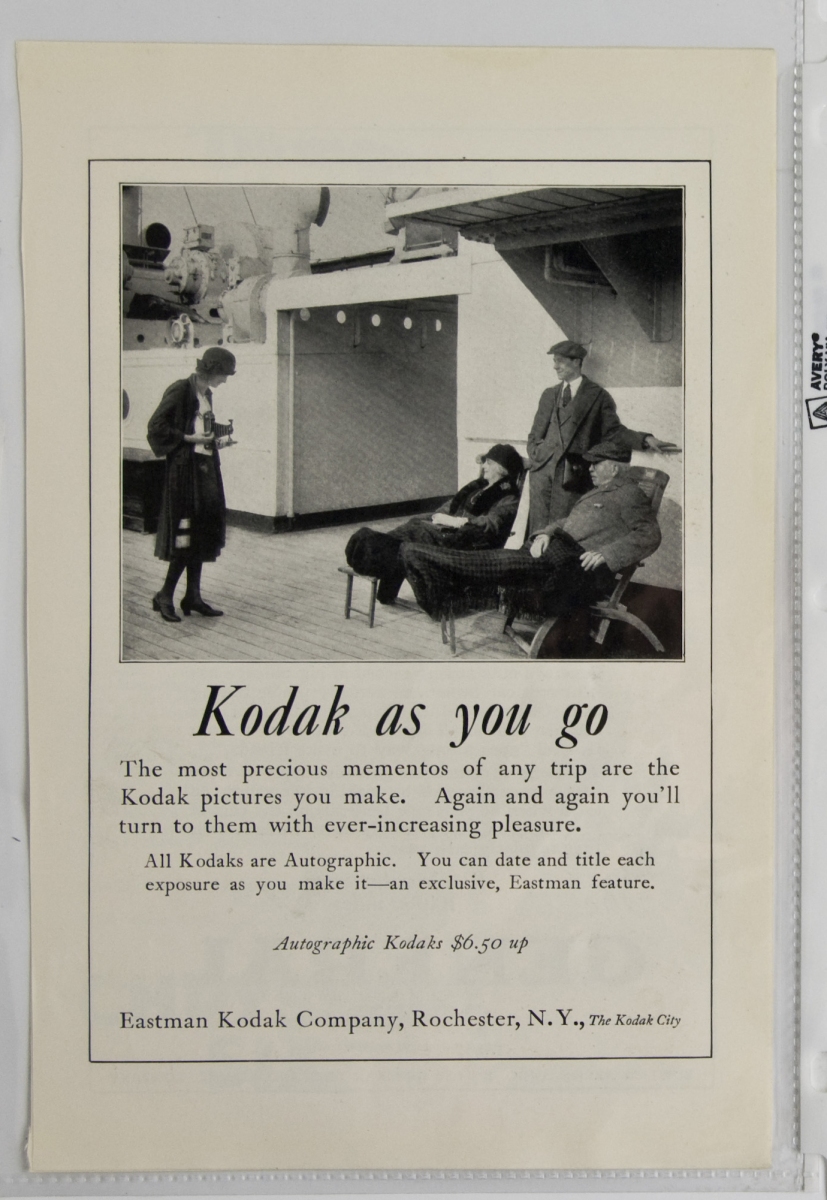 Kodak as you go
The most precious mementos of any trip are the
Kodak pictures you make. Again and again you'll
turn to them with ever-increasing pleasure.
All Kodaks are Autographic. You can date and title each
exposure as you make it—an exclusive, Eastman feature.
Autographic Kodaks $6.50 up
Eastman Kodak Company, Rochester, N.Y., The Kodak City
AVERY®